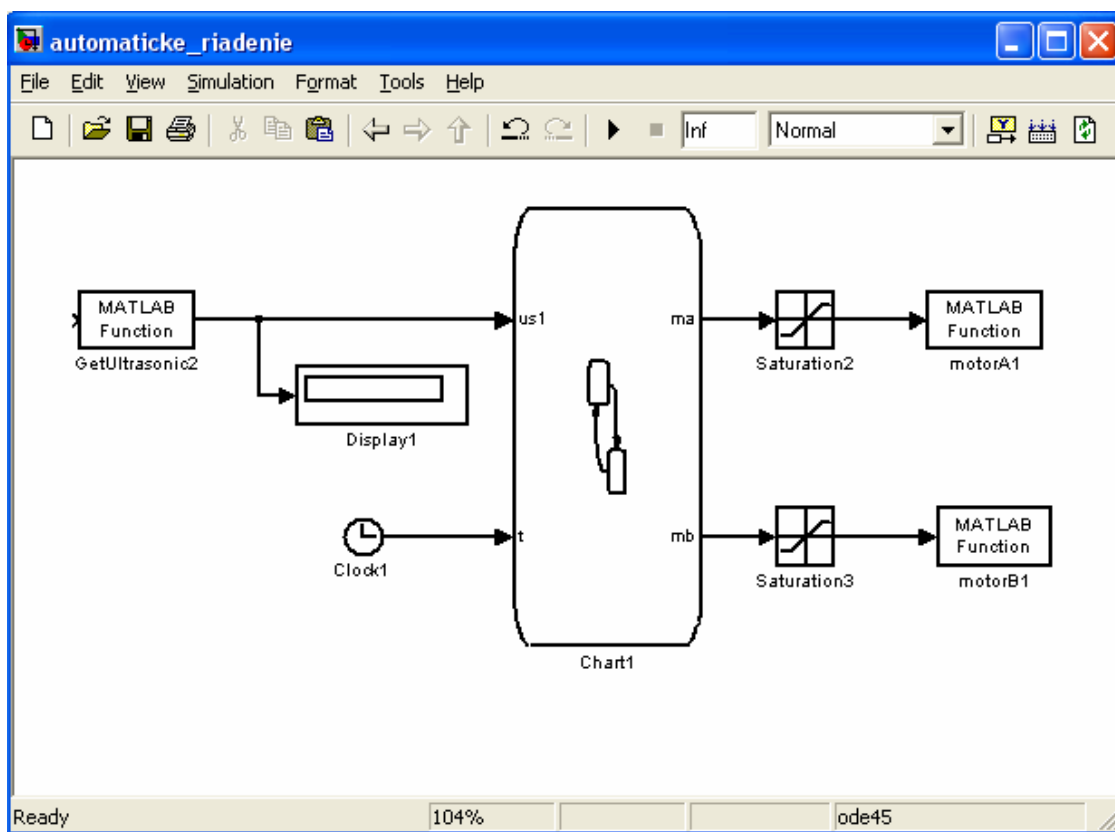 automaticke_riadenie
File Edit View Simulation Format Tools Help
Inf Normal
MATLAB
Function
GetUltrasonic2
us1
ma
Saturation2
MATLAB
Function
motorA1
Display1
Clock1
t
mb
Saturation3
MATLAB
Function
motorB1
Chart1
Ready 104% ode45